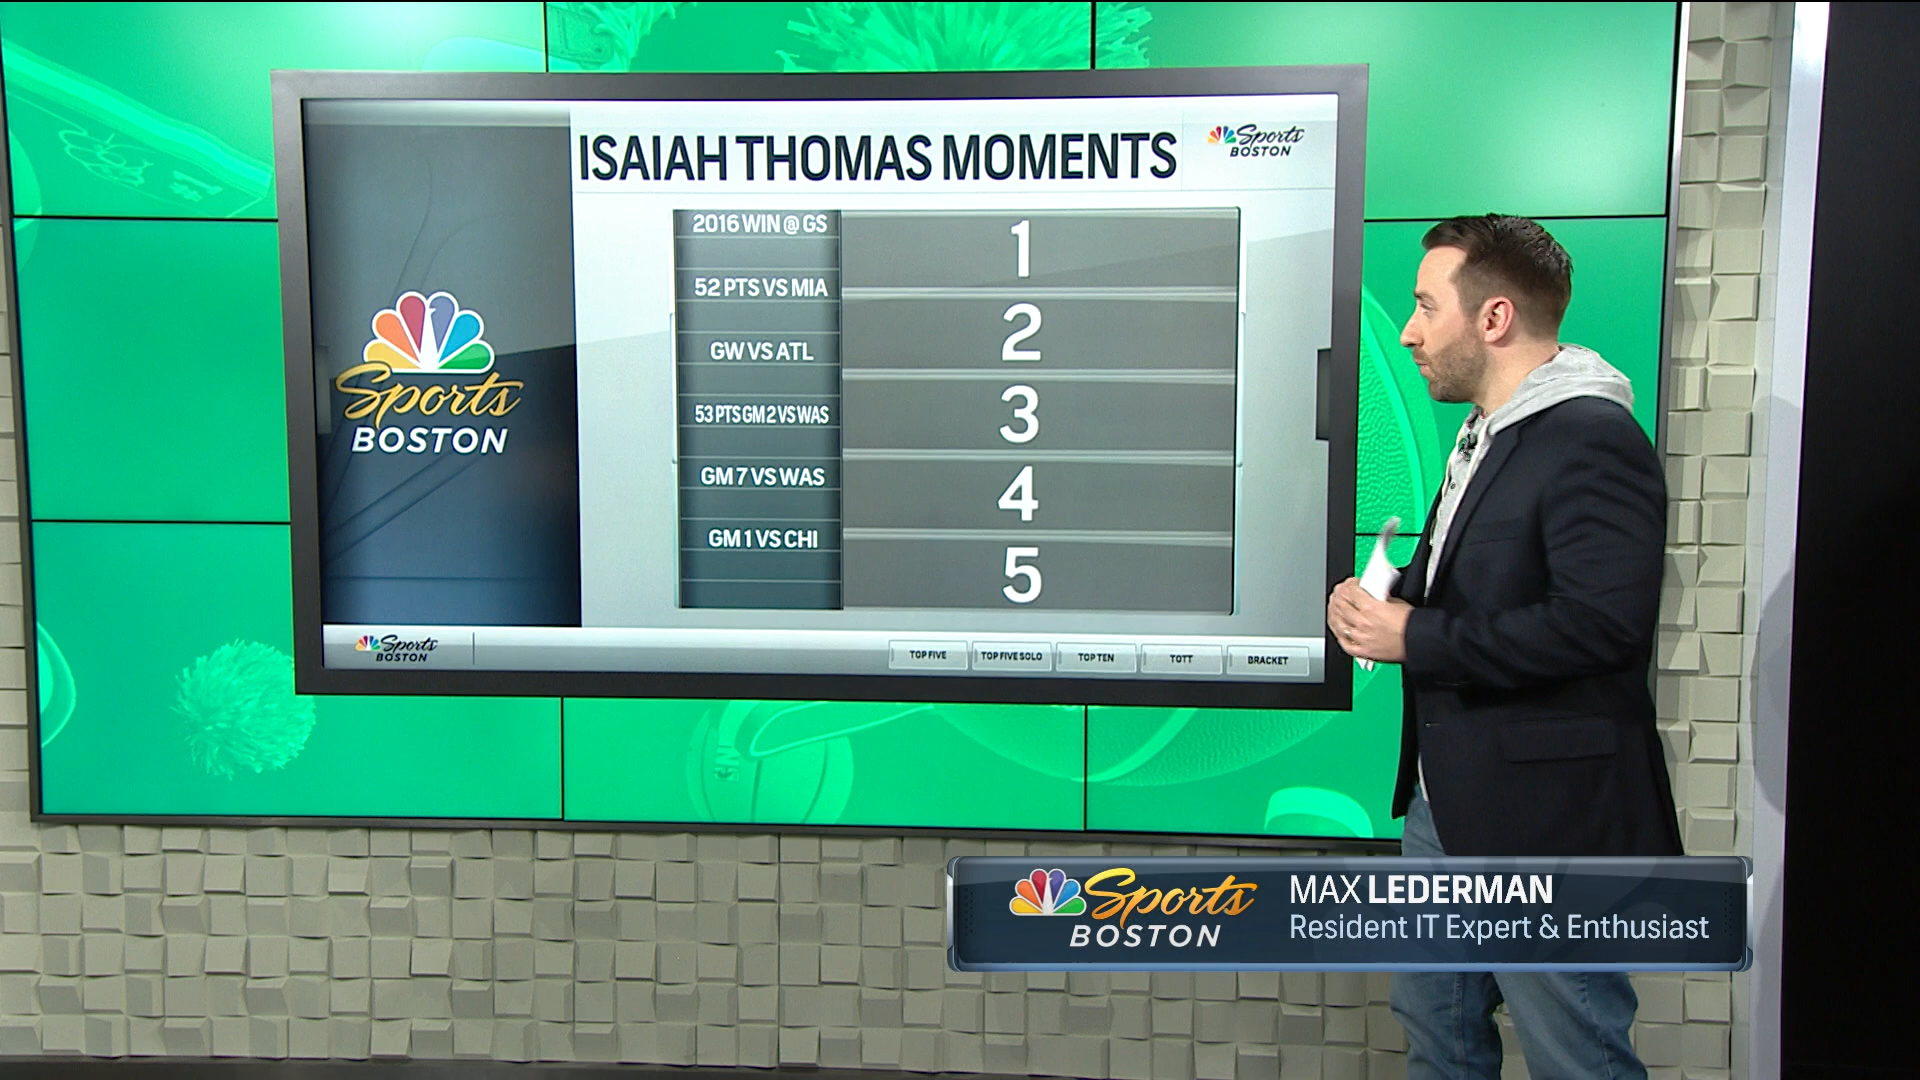 ISAIAH THOMAS MOMENTS
Sports
BOSTON
2016 WIN @ GS
52 PTS VS MIA
GW VS ATL
53 PTS GM 2 VS WAS
GM 7 VS WAS
GM 1 VS CHI
1
2
3
4
5
Sports
BOSTON
Sports
BOSTON
TOP FIVE
TOP FIVE SOLO
TOP TEN
TOTT
BRACKET
Sports
BOSTON
MAX LEDERMAN
Resident IT Expert & Enthusiast